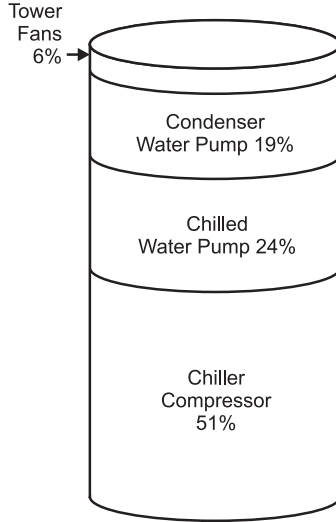 Tower
Fans
6%
Condenser
Water Pump 19%
Chilled
Water Pump 24%
Chiller
Compressor
51%